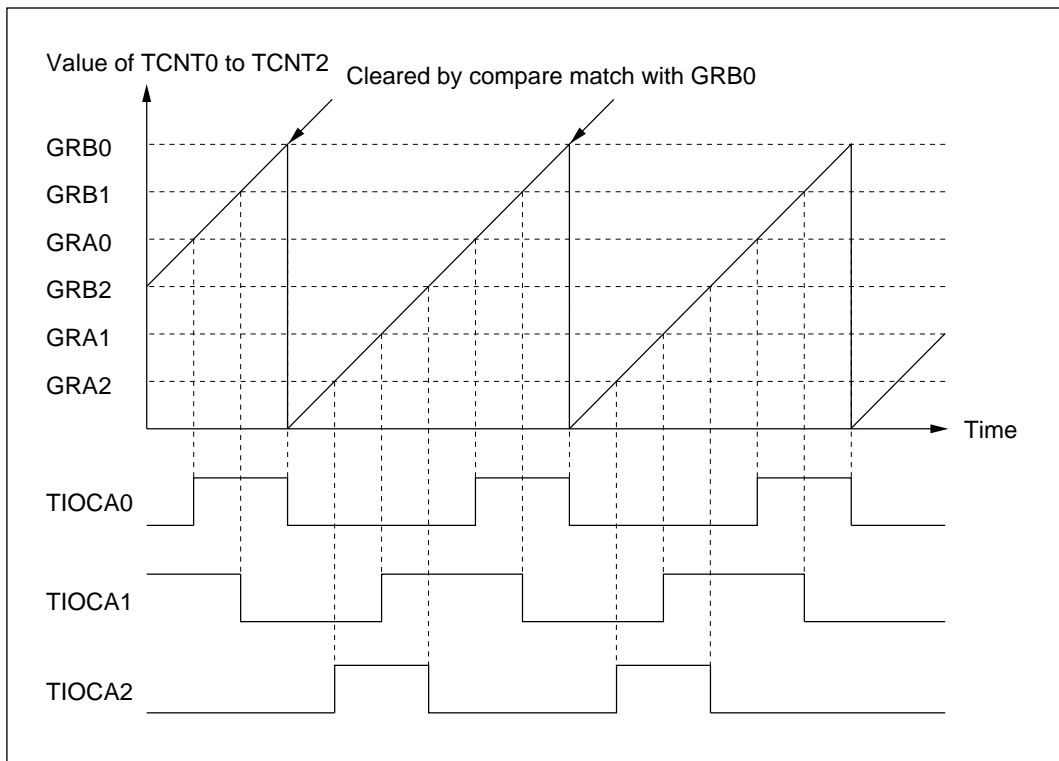 Value of TCNT0 to TCNT2
Cleared by compare match with GRB0
GRB0
GRB1
GRA0
GRB2
GRA1
GRA2
Time
TIOCA0
TIOCA1
TIOCA2